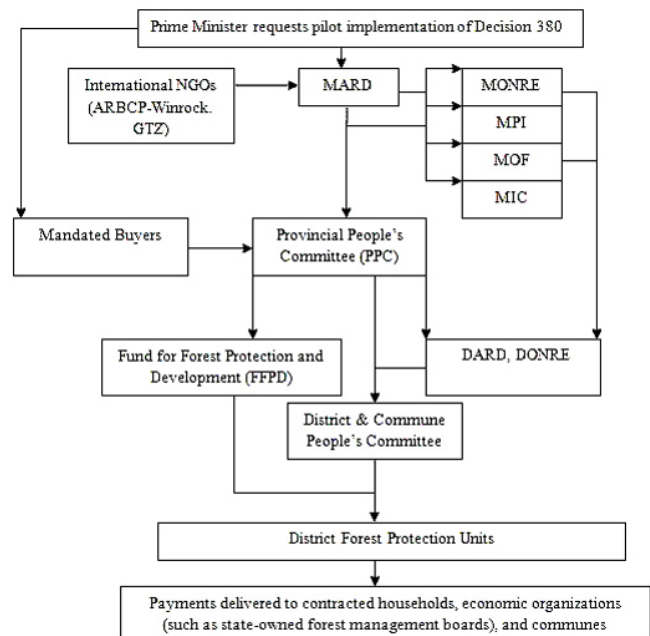 Prime Minister requests pilot implementation of Decision 380
International NGOs
(ARBCP-Winrock.
GTZ)
MARD
MONRE
MPI
MOF
MIC
Mandated Buyers
Provincial People's
Committee (PPC)
Fund for Forest Protection and
Development (FFPD)
DARD, DONRE
District & Commune
People's Committee
District Forest Protection Units
Payments delivered to contracted households, economic organizations
(such as state-owned forest management boards), and communes